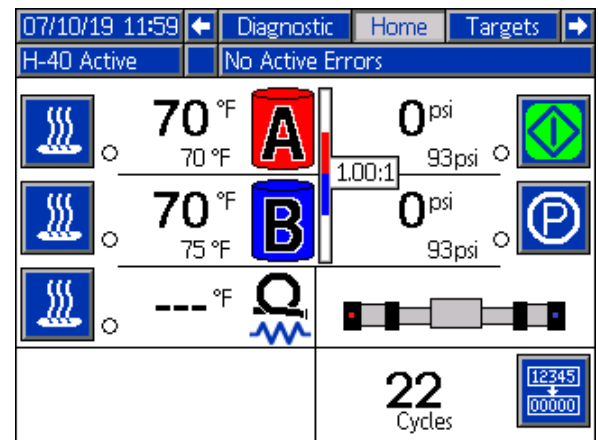 07/10/19 11:59 Diagnostic Home Targets
H-40 Active No Active Errors
70 °F A 0 psi
70 °F 93psi
1.00:1
70 °F B 0 psi P
75 °F 93psi
--- °F
22 12345
Cycles 00000